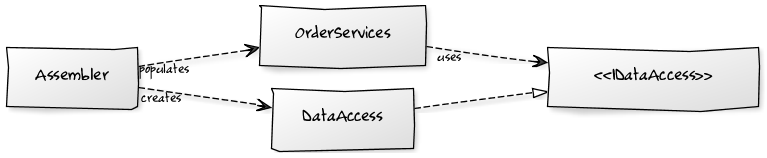 OrderServices
Assembler
populates
uses
<<IDataAccess>>
creates
DataAccess